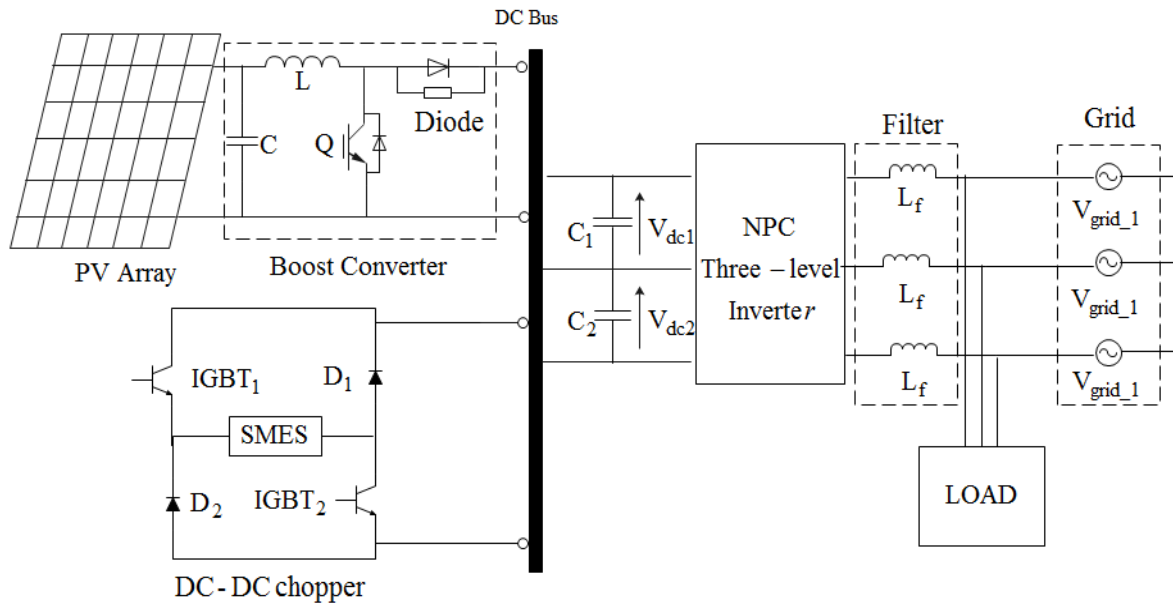 DC Bus
L
C
Q
Diode
PV Array
Boost Converter
IGBT1
D1
SMES
D2
IGBT2
DC - DC chopper
C1
Vdc1
C2
Vdc2
NPC
Three – level
Inverter
Filter
Lf
Lf
Lf
Grid
Vgrid_1
Vgrid_1
Vgrid_1
LOAD